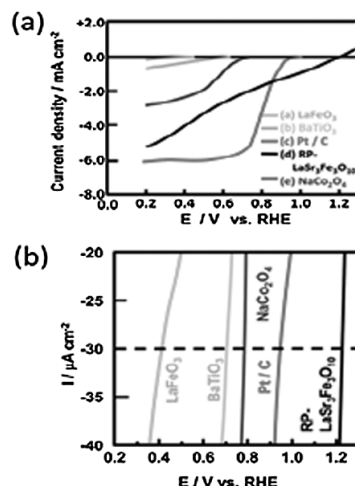 (a)
Current density / mA cm-2
+2.0
0.0
-2.0
-4.0
-6.0
-8.0
(a) LaFeO3
(b) BaTiO3
(c) Pt / C
(d) RP-
LaSr3Fe3O10
(e) NaCo2O4
0 0.2 0.4 0.6 0.8 1.0 1.2
E / V vs. RHE
(b)
I / μA cm-2
-20
-30
-40
LaFeO3
BaTiO3
NaCo2O4
Pt / C
RP-
LaSr3Fe3O10
0.2 0.4 0.6 0.8 1.0 1.2
E / V vs. RHE